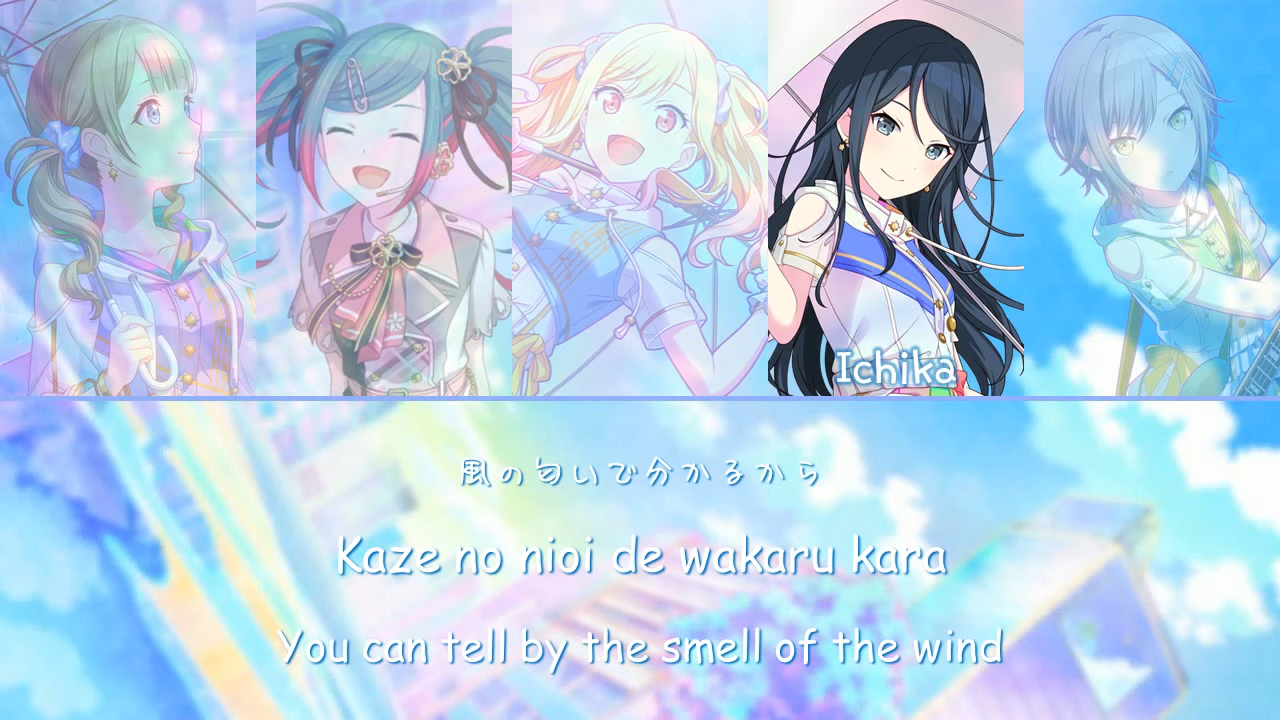 Ichika
風の匂いで分かるから
Kaze no nioi de wakaru kara
You can tell by the smell of the wind